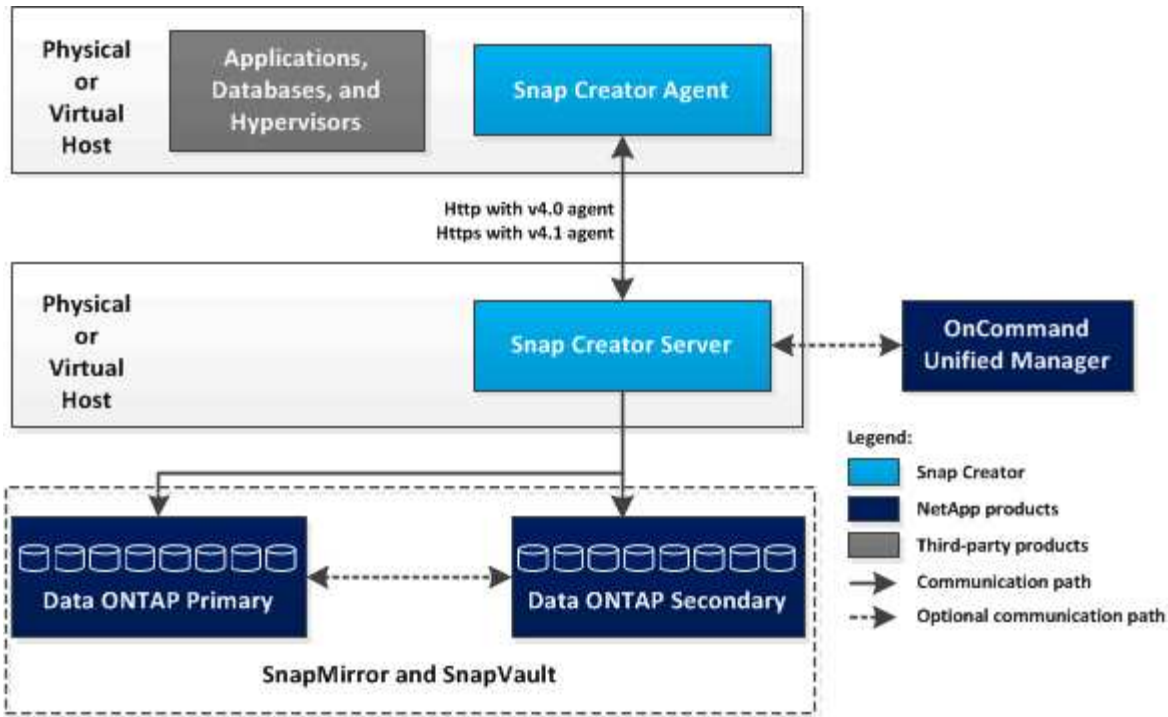 Physical
or
Virtual
Host
Applications,
Databases, and
Hypervisors
Snap Creator Agent
Http with v4.0 agent
Https with v4.1 agent
Physical
or
Virtual
Host
Snap Creator Server
OnCommand
Unified Manager
Legend:
Snap Creator
NetApp products
Third-party products
Communication path
Optional communication path
Data ONTAP Primary
Data ONTAP Secondary
SnapMirror and SnapVault